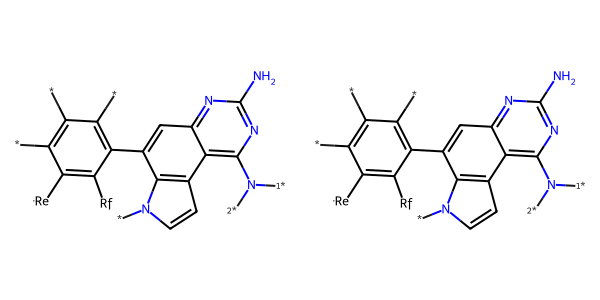 NH2 NH2
* * N * * N
* N * N
·Re Rf N 1* ·Re Rf N 1*
* N 2* * N 2*